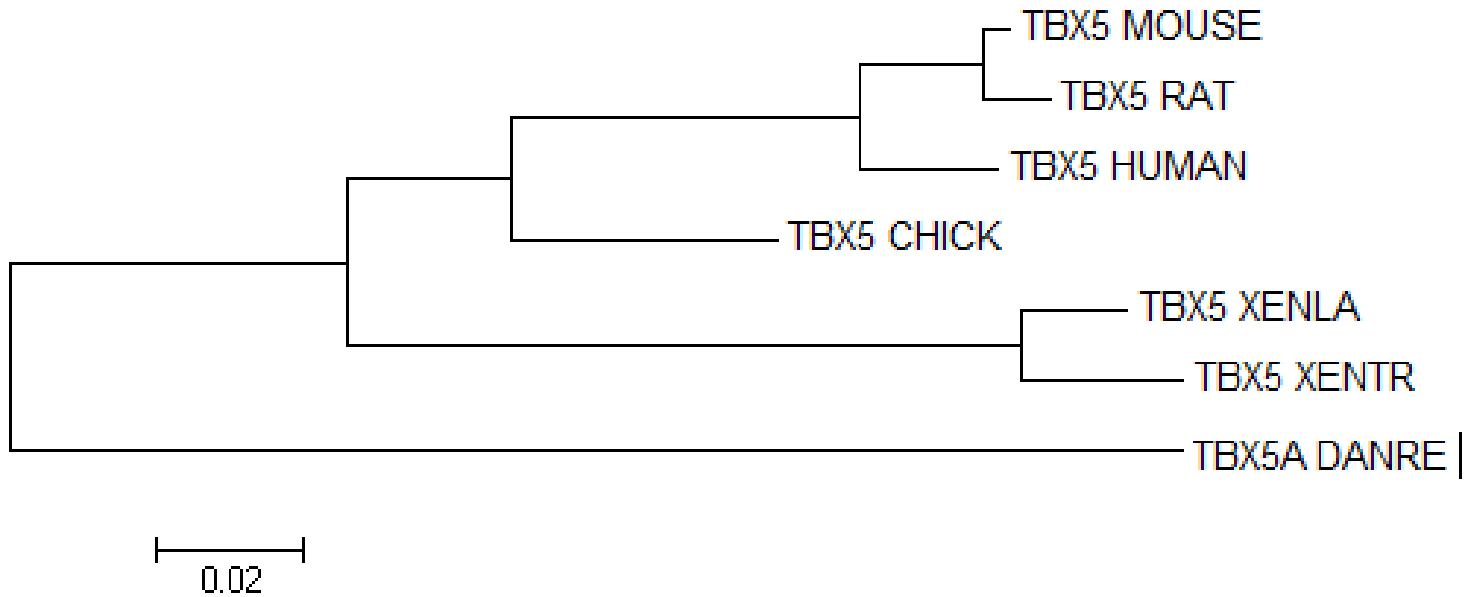 TBX5 MOUSE
TBX5 RAT
TBX5 HUMAN
TBX5 CHICK
TBX5 XENLA
TBX5 XENTR
TBX5A DANRE
0.02